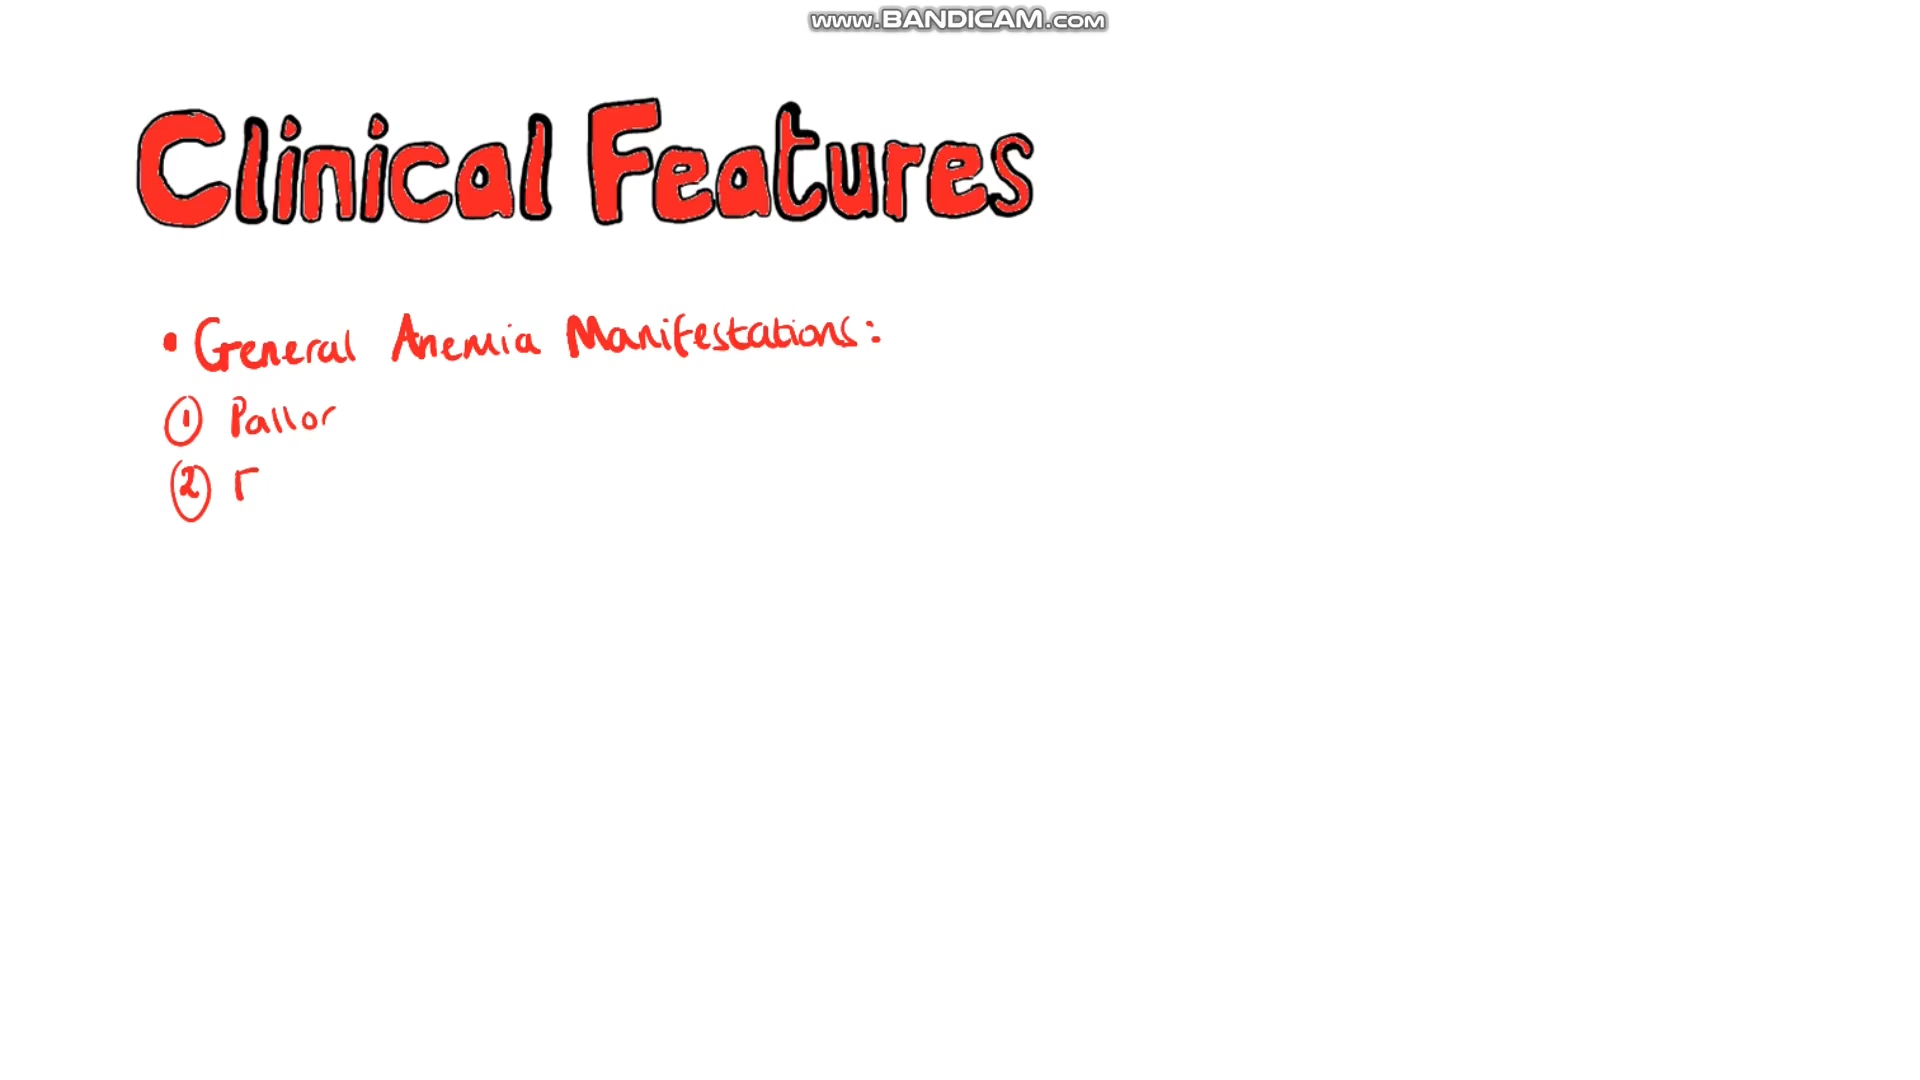 www.BANDICAM.com
Clinical Features
• General Anemia Manifestations:
① Pallor
②